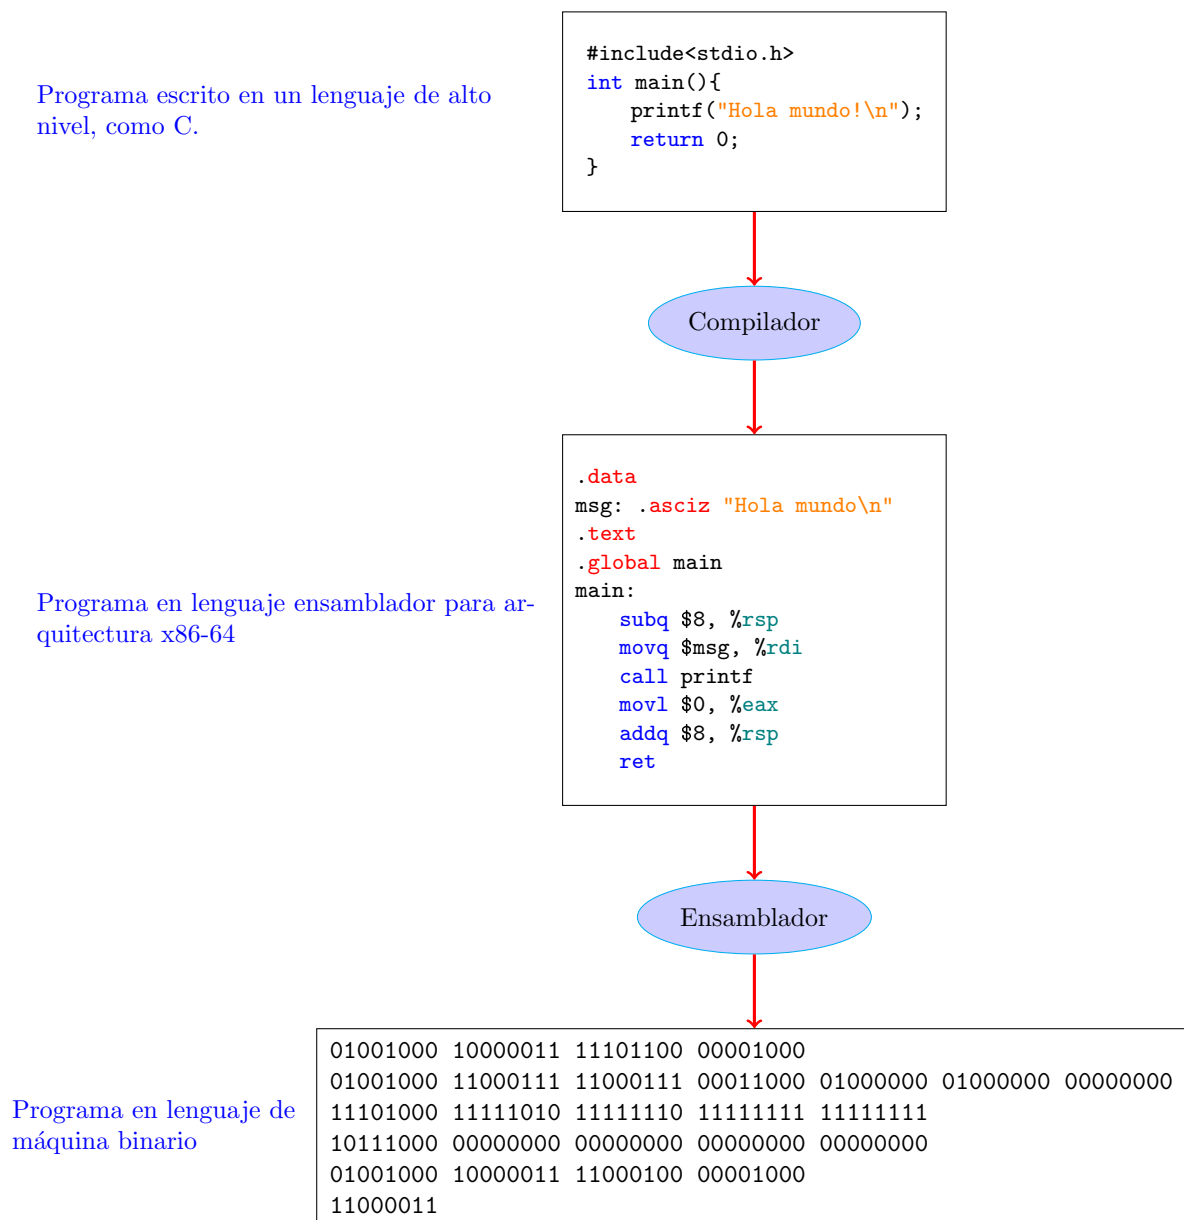 Programa escrito en un lenguaje de alto
nivel, como C.
#include<stdio.h>
int main(){
printf("Hola mundo!\n");
return 0;
}
Compilador
Programa en lenguaje ensamblador para ar-
quitectura x86-64
.data
msg: .asciz "Hola mundo\n"
.text
.global main
main:
subq $8, %rsp
movq $msg, %rdi
call printf
movl $0, %eax
addq $8, %rsp
ret
Ensamblador
Programa en lenguaje de
máquina binario
01001000 10000011 11101100 00001000
01001000 11000111 11000111 00011000 01000000 01000000 00000000
11101000 11111010 11111110 11111111 11111111
10111000 00000000 00000000 00000000 00000000
01001000 10000011 11000100 00001000
11000011